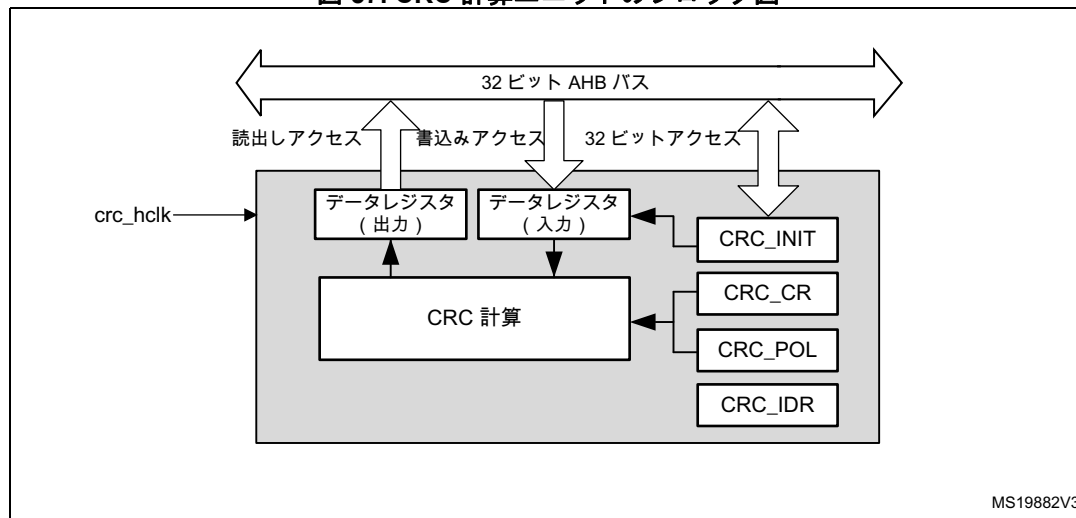 32 ビット AHB バス
読出しアクセス
書込みアクセス
32 ビットアクセス
crc_hclk
データレジスタ
( 出力 )
データレジスタ
( 入力 )
CRC_INIT
CRC_CR
CRC 計算
CRC_POL
CRC_IDR
MS19882V3